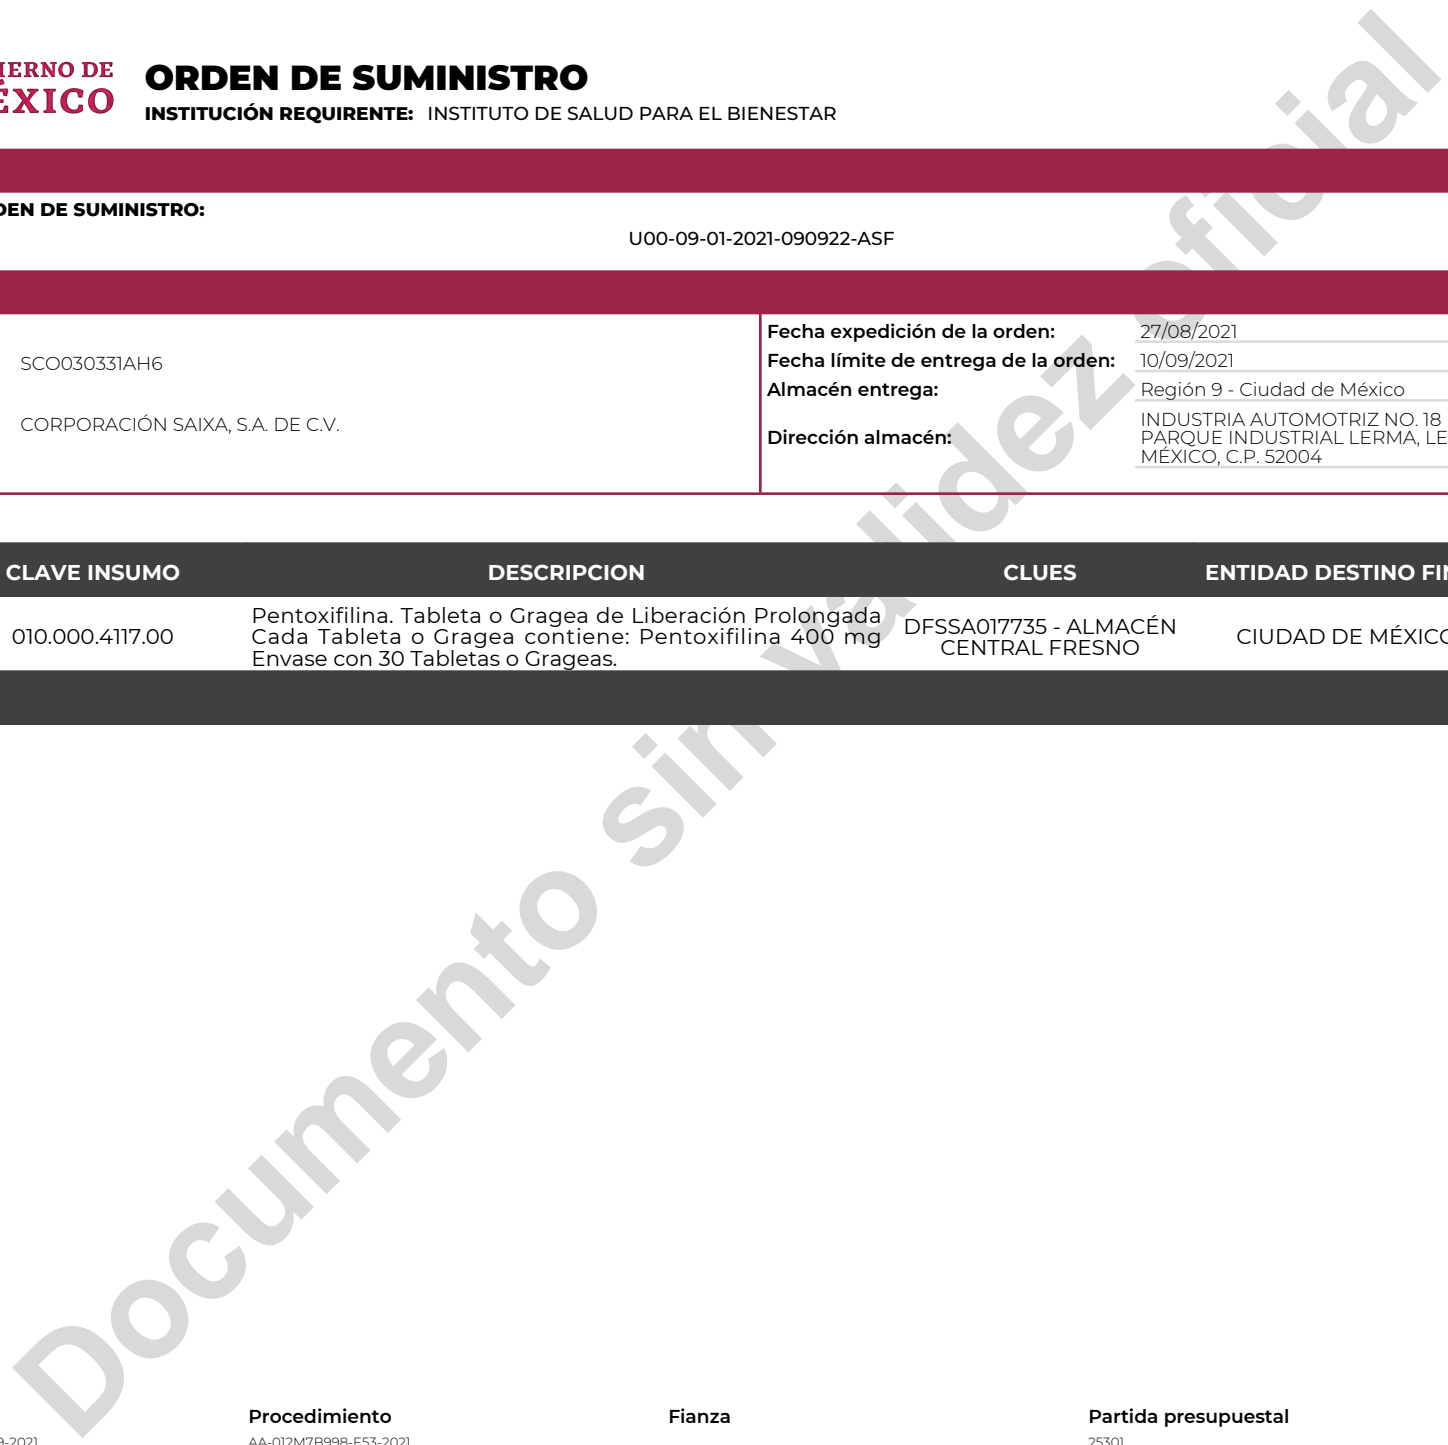 IERNO DE
ÉXICO
ORDEN DE SUMINISTRO
INSTITUCIÓN REQUIRENTE: INSTITUTO DE SALUD PARA EL BIENESTAR
DEN DE SUMINISTRO:
U00-09-01-2021-090922-ASF
SCO030331AH6
CORPORACIÓN SAIXA, S.A. DE C.V.
Fecha expedición de la orden: 27/08/2021
Fecha límite de entrega de la orden: 10/09/2021
Almacén entrega: Región 9 - Ciudad de México
Dirección almacén: INDUSTRIA AUTOMOTRIZ NO. 18
PARQUE INDUSTRIAL LERMA, LE
MÉXICO, C.P. 52004
CLAVE INSUMO DESCRIPCION CLUES ENTIDAD DESTINO FIN
010.000.4117.00
Pentoxifilina. Tableta o Gragea de Liberación Prolongada
Cada Tableta o Gragea contiene: Pentoxifilina 400 mg
Envase con 30 Tabletas o Grageas.
DFSSA017735 - ALMACÉN
CENTRAL FRESNO
CIUDAD DE MÉXICO
Documento sin validez oficial
Procedimiento Fianza Partida presupuestal
9-2021 AA-012M7B998-E53-2021 25301